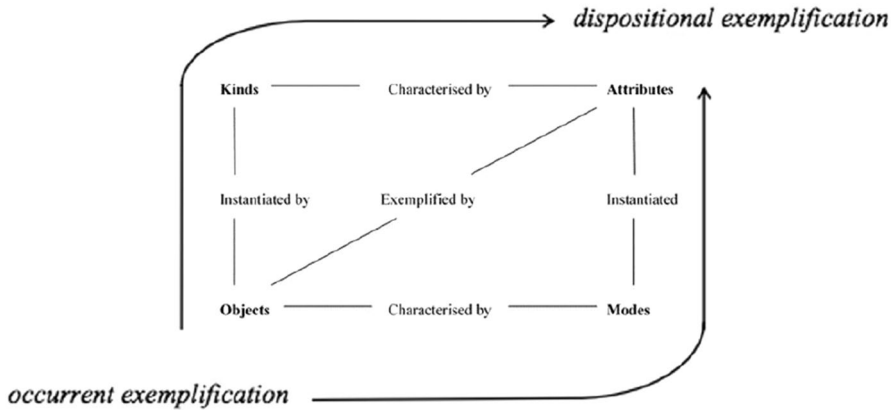 dispositional exemplification
Kinds Characterised by Attributes
Instantiated by Exemplified by Instantiated
Objects Characterised by Modes
occurrent exemplification